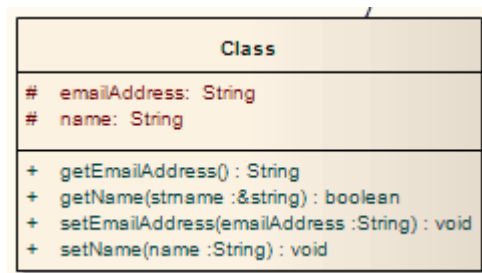 Class
# emailAddress: String
# name: String
+ getEmailAddress() : String
+ getName(strname :&string) : boolean
+ setEmailAddress(emailAddress :String) : void
+ setName(name :String) : void